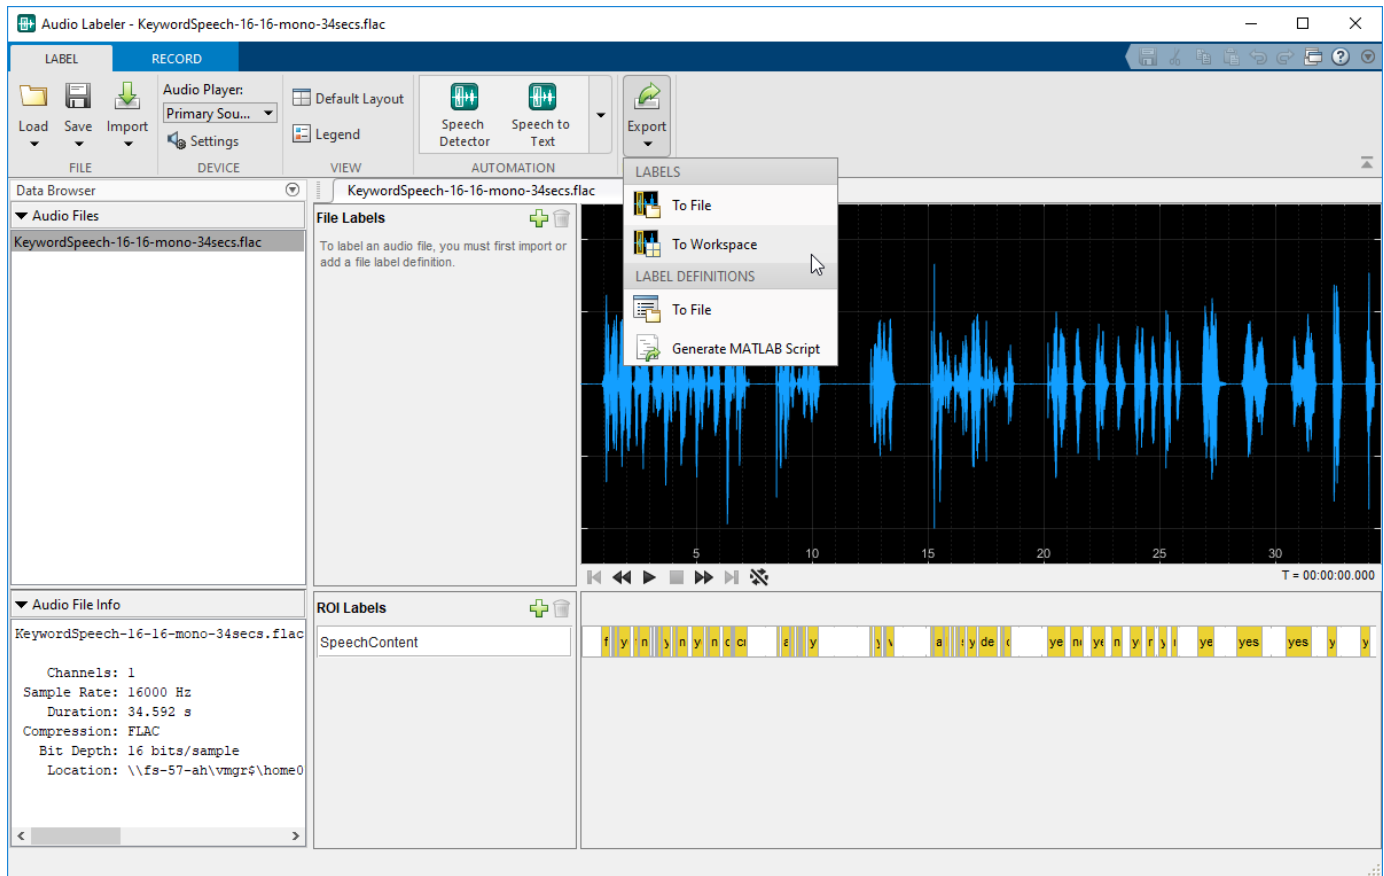 Audio Labeler - KeywordSpeech-16-16-mono-34secs.flac
LABEL RECORD
Load Save Import
FILE
Audio Player:
Primary Sou...
Settings
DEVICE
Default Layout
Legend
VIEW
Speech Detector
Speech to Text
AUTOMATION
Export
LABELS
To File
To Workspace
LABEL DEFINITIONS
To File
Generate MATLAB Script
Data Browser
Audio Files
KeywordSpeech-16-16-mono-34secs.flac
KeywordSpeech-16-16-mono-34secs.flac
File Labels
To label an audio file, you must first import or
add a file label definition.
5 10 15 20 25 30
T = 00:00:00.000
Audio File Info
KeywordSpeech-16-16-mono-34secs.flac
Channels: 1
Sample Rate: 16000 Hz
Duration: 34.592 s
Compression: FLAC
Bit Depth: 16 bits/sample
Location: \\fs-57-ah\vmgr$\home0
ROI Labels
SpeechContent
f y n y n y n c a y a y de ye ye n y r y ye yes yes y y